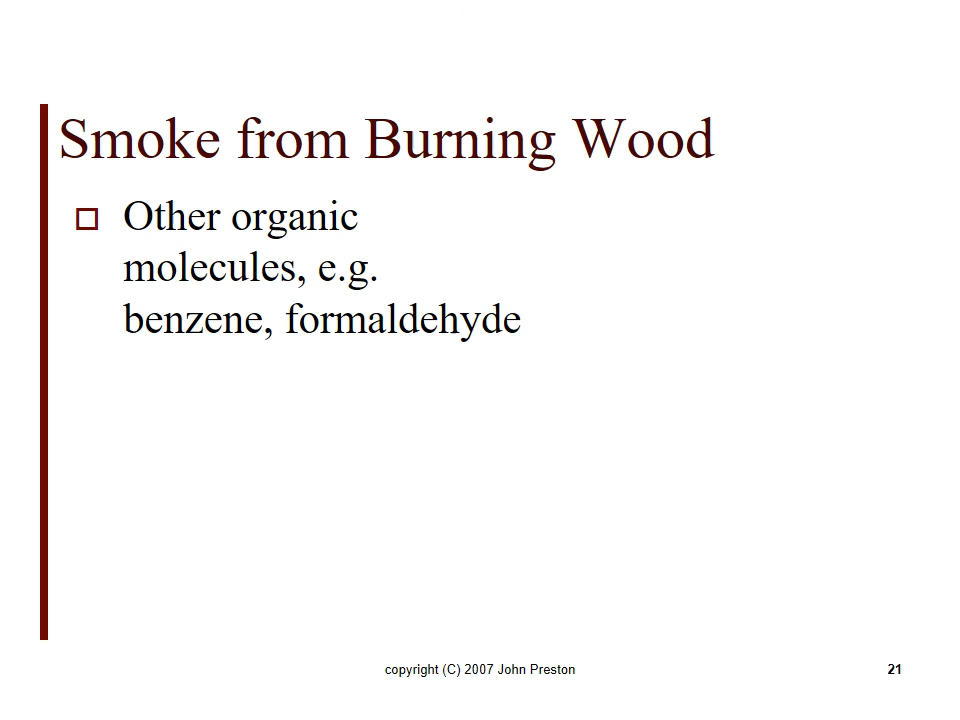 Smoke from Burning Wood
Other organic
molecules, e.g.
benzene, formaldehyde
copyright (C) 2007 John Preston
21